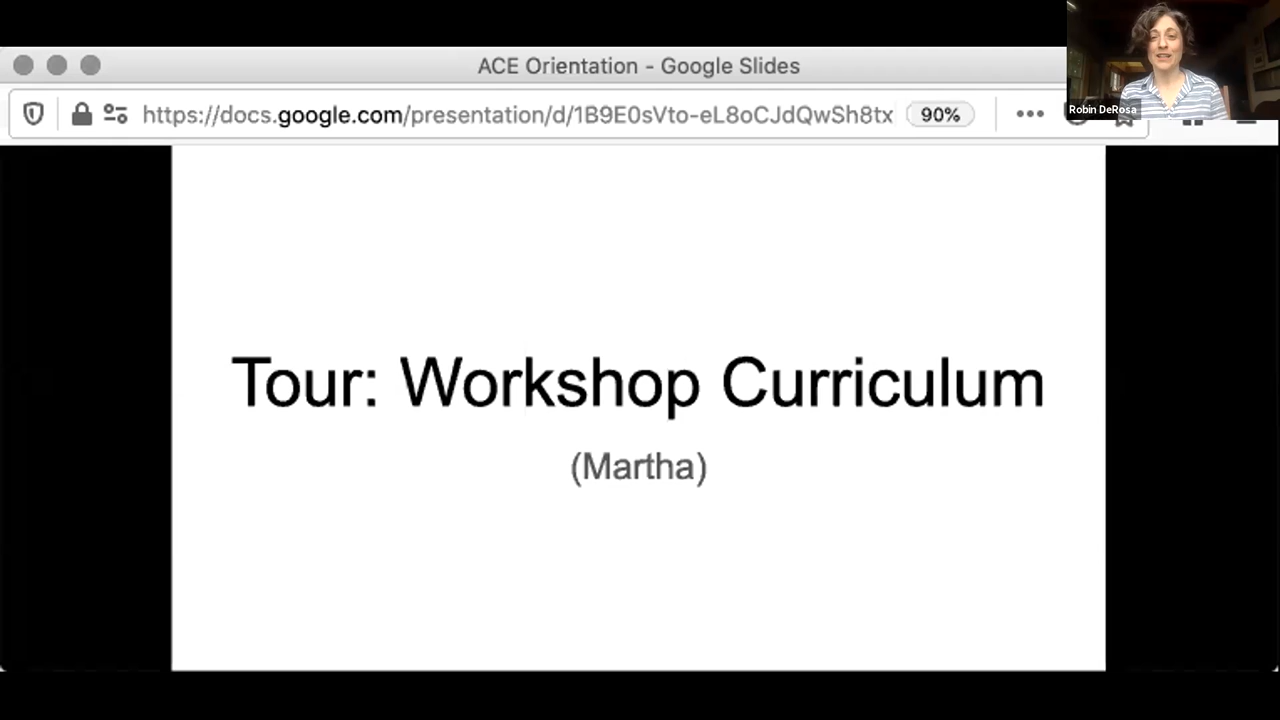 ACE Orientation - Google Slides
https://docs.google.com/presentation/d/1B9E0sVto-eL8oCJdQwSh8tx
90%
Robin DeRosa
Tour: Workshop Curriculum
(Martha)